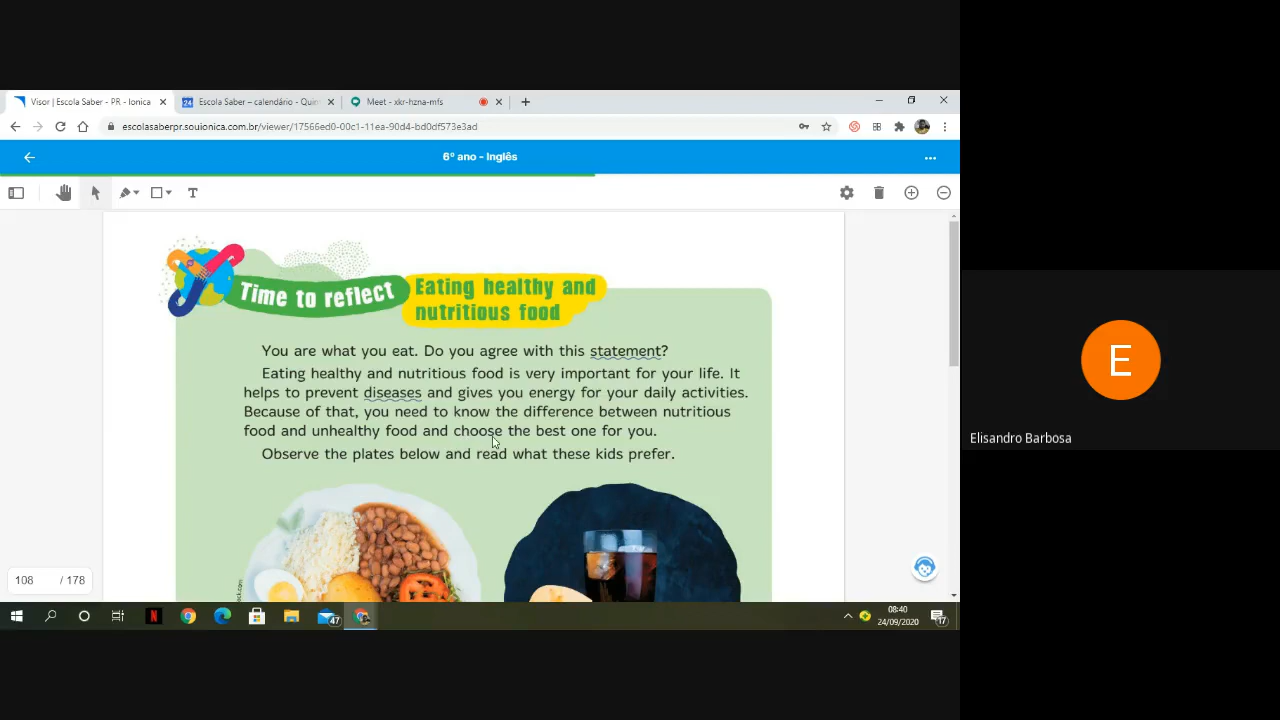 Visor | Escola Saber - PR - Ionica
Escola Saber – calendário - Quin
Meet - xkr-hzna-mfs
escolasaberpr.souionica.com.br/viewer/17566ed0-00c1-11ea-90d4-bd0df573e3ad
6º ano - Inglês
T
Time to reflect
Eating healthy and
nutritious food
You are what you eat. Do you agree with this statement?
Eating healthy and nutritious food is very important for your life. It
helps to prevent diseases and gives you energy for your daily activities.
Because of that, you need to know the difference between nutritious
food and unhealthy food and choose the best one for you.
Observe the plates below and read what these kids prefer.
108 / 178
E
Elisandro Barbosa
47
08:40
24/09/2020
17